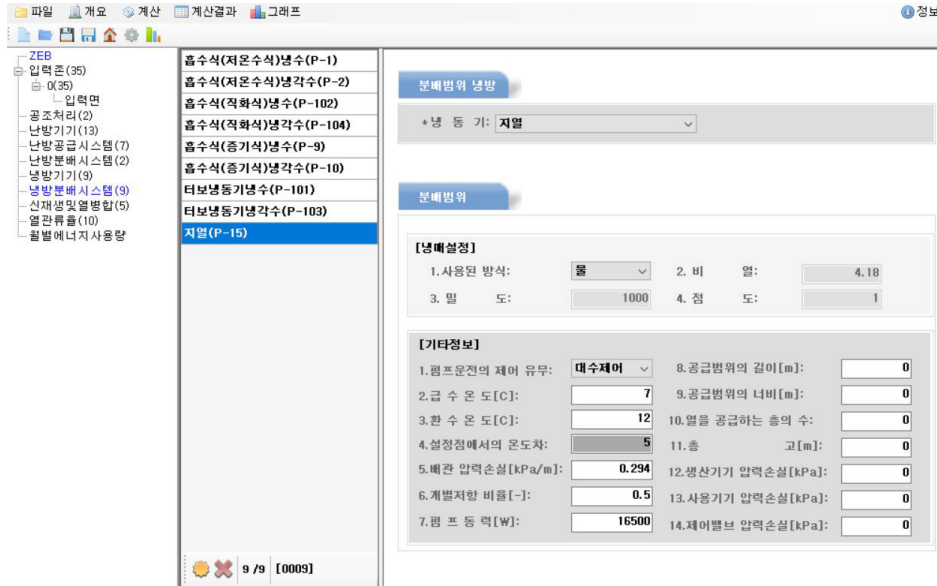 파일 개요 계산 계산결과 그래프 정보
ZEB
입력존(35)
0(35)
입력면
공조처리(2)
난방기기(13)
난방공급시스템(7)
난방분배시스템(2)
냉방기기(9)
냉방분배시스템(9)
신재생및열병합(5)
열관류율(10)
월별에너지사용량
흡수식(저온수식)냉수(P-1)
흡수식(저온수식)냉각수(P-2)
흡수식(직화식)냉수(P-102)
흡수식(직화식)냉각수(P-104)
흡수식(증기식)냉수(P-9)
흡수식(증기식)냉각수(P-10)
터보냉동기냉수(P-101)
터보냉동기냉각수(P-103)
지열(P-15)
9 /9 [0009]
분배범위 냉방
*냉 동 기: 지열
분배범위
[냉매설정]
1.사용된 방식: 물 2. 비 열: 4.18
3. 밀 도: 1000 4. 점 도: 1
[기타정보]
1.펌프운전의 제어 유무: 대수제어 8.공급범위의 길이[m]: 0
2.급 수 온 도[C]: 7 9.공급범위의 너비[m]: 0
3.환 수 온 도[C]: 12 10.열을 공급하는 층의 수: 0
4.설정점에서의 온도차: 5 11.층 고[m]: 0
5.배관 압력손실[kPa/m]: 0.294 12.생산기기 압력손실[kPa]: 0
6.개별저항 비율[-]: 0.5 13.사용기기 압력손실[kPa]: 0
7.펌 프 동 력[W]: 16500 14.제어밸브 압력손실[kPa]: 0